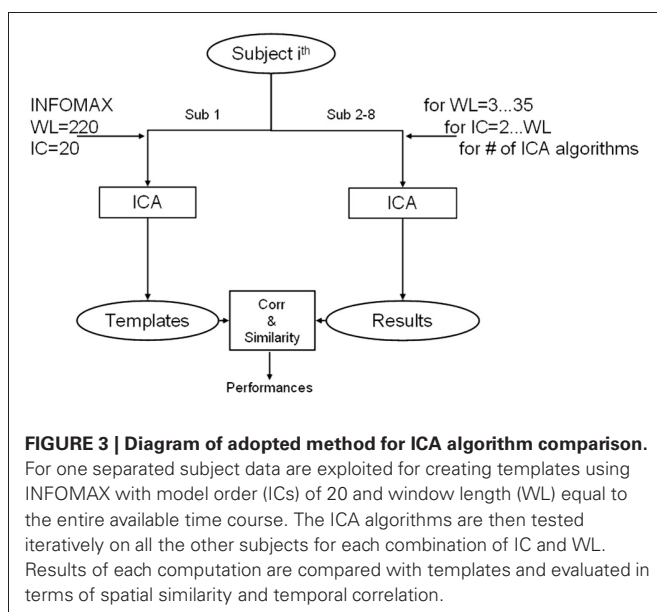 Subject iᵗʰ
INFOMAX
WL=220
IC=20
Sub 1
Sub 2-8
for WL=3...35
for IC=2...WL
for # of ICA algorithms
ICA
ICA
Templates
Corr
&
Similarity
Results
Performances
FIGURE 3 | Diagram of adopted method for ICA algorithm comparison.
For one separated subject data are exploited for creating templates using
INFOMAX with model order (ICs) of 20 and window length (WL) equal to
the entire available time course. The ICA algorithms are then tested
iteratively on all the other subjects for each combination of IC and WL.
Results of each computation are compared with templates and evaluated in
terms of spatial similarity and temporal correlation.